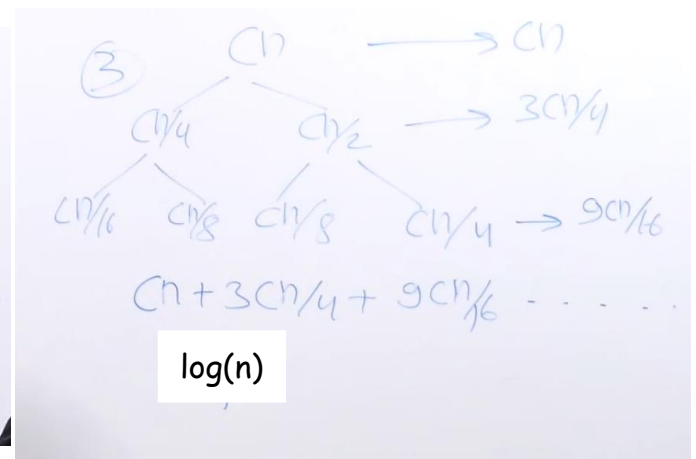 ③ Cn → Cn
Cn/4 Cn/2 → 3Cn/4
Cn/16 Cn/8 Cn/8 Cn/4 → 9Cn/16
Cn + 3Cn/4 + 9Cn/16 . . . . . .
log(n)